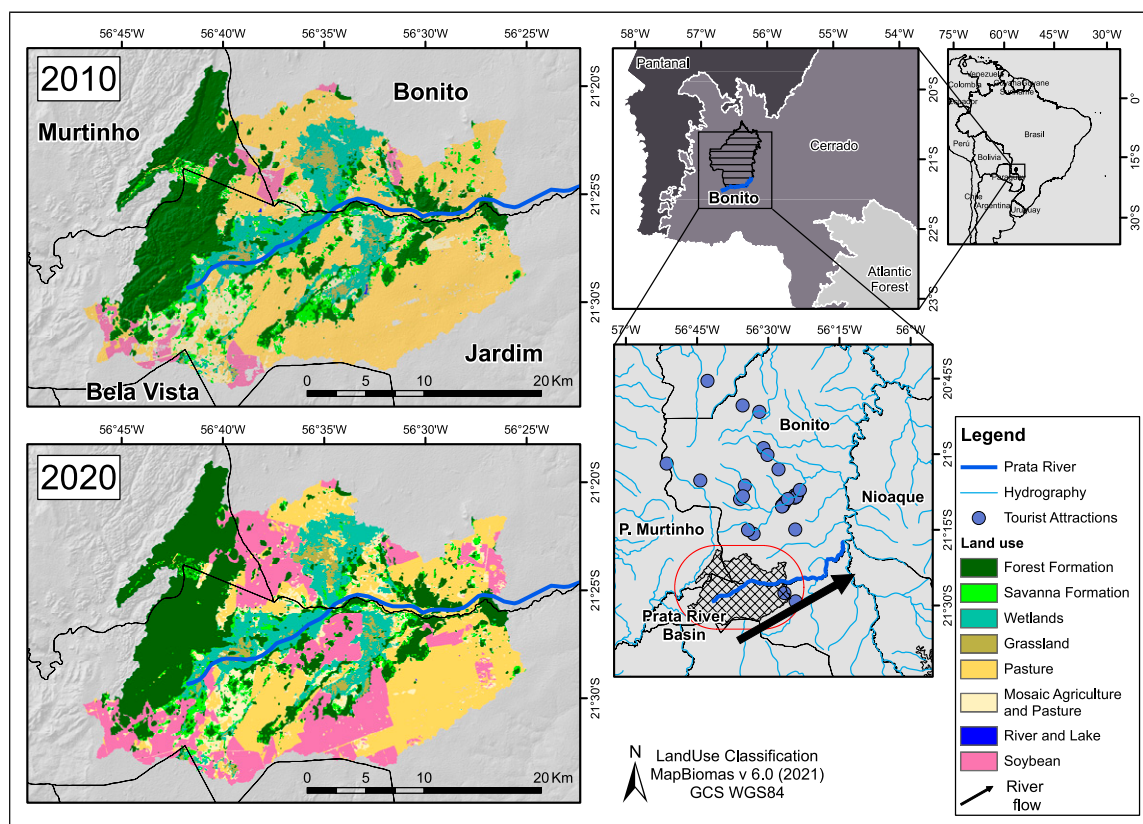 56°45'W 56°40'W 56°35'W 56°30'W 56°25'W
2010
Bonito
Murtinho
Jardim
Bela Vista
0 5 10 20 Km
21°20'S
21°25'S
21°30'S
56°45'W 56°40'W 56°35'W 56°30'W 56°25'W
2020
0 5 10 20 Km
21°20'S
21°25'S
21°30'S
58°W 57°W 56°W 55°W 54°W
Pantanal
Cerrado
Bonito
Atlantic
Forest
20°S
21°S
22°S
23°S
75°W 60°W 45°W 30°W
Venezuela
Colombia
Suriname
Brasil
Perú
Bolivia
Argentina
Uruguay
0°
15°S
30°S
57°W 56°45'W 56°30'W 56°15'W 56°W
Bonito
Nioaque
P. Murtinho
Prata River
Basin
20°45'S
21°S
21°15'S
21°30'S
N
LandUse Classification
MapBiomas v 6.0 (2021)
GCS WGS84
Legend
Prata River
Hydrography
Tourist Attractions
Land use
Forest Formation
Savanna Formation
Wetlands
Grassland
Pasture
Mosaic Agriculture
and Pasture
River and Lake
Soybean
River
flow